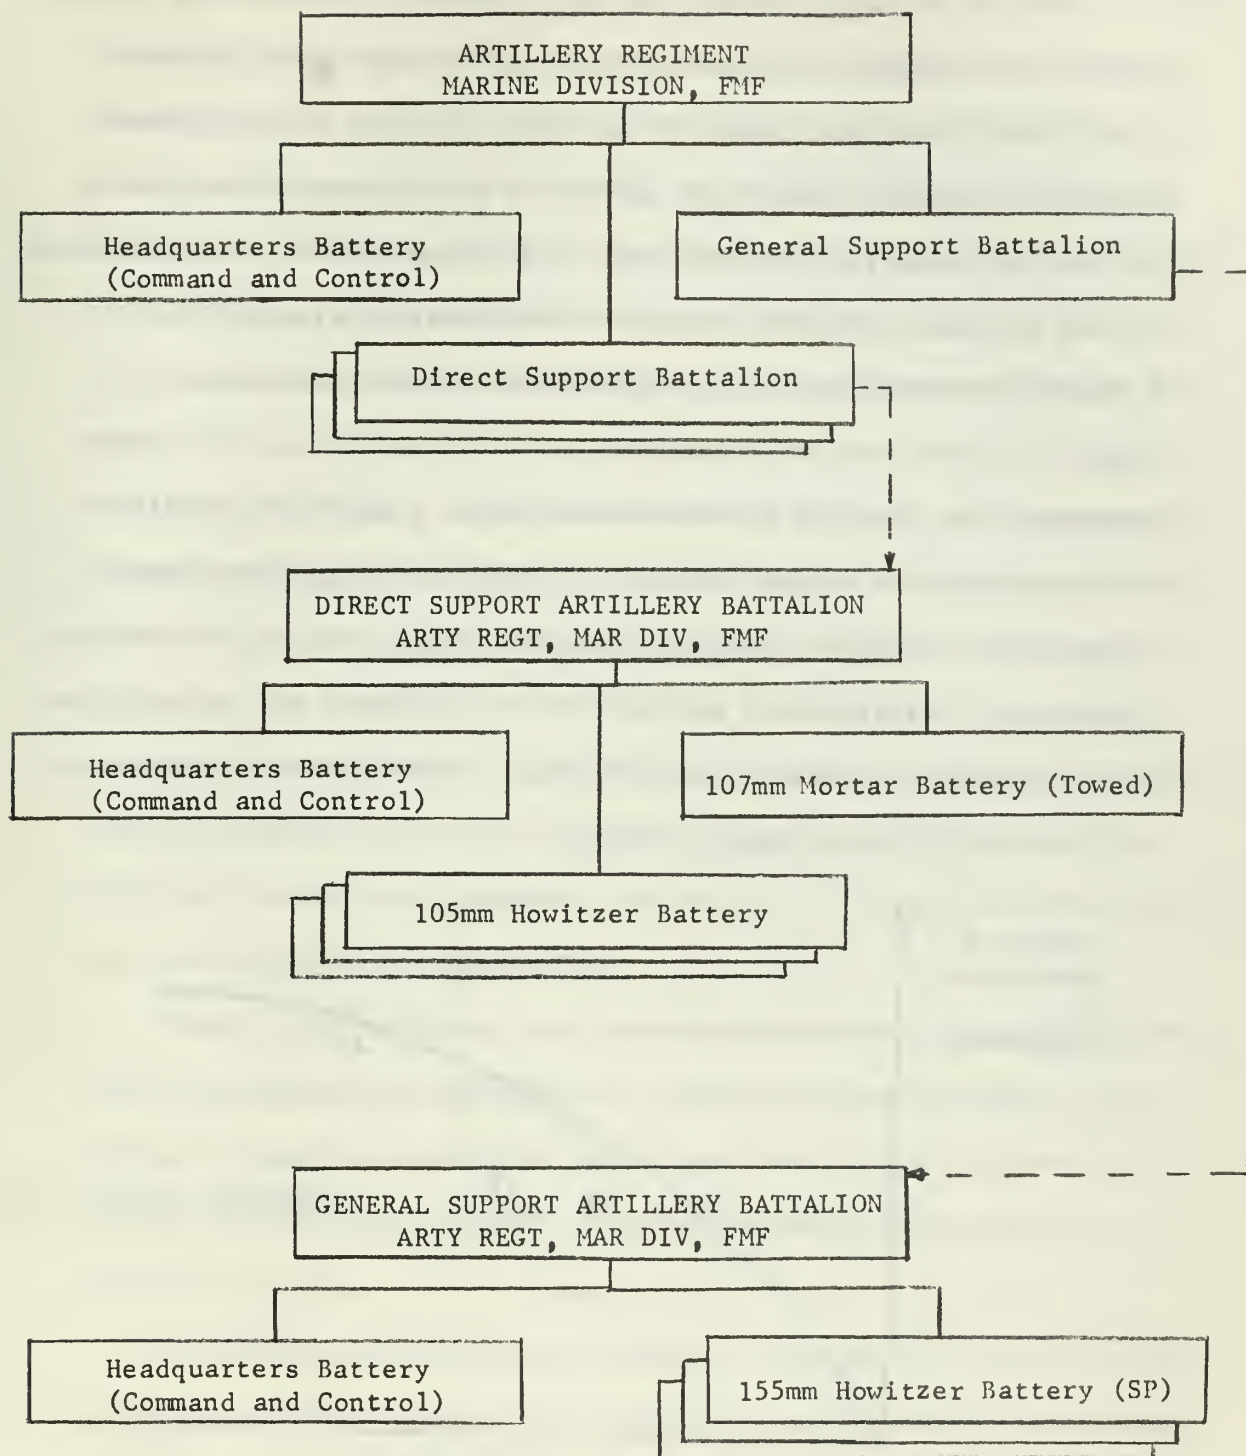 ARTILLERY REGIMENT
MARINE DIVISION, FMF
Headquarters Battery
(Command and Control)
General Support Battalion
Direct Support Battalion
DIRECT SUPPORT ARTILLERY BATTALION
ARTY REGT, MAR DIV, FMF
Headquarters Battery
(Command and Control)
107mm Mortar Battery (Towed)
105mm Howitzer Battery
GENERAL SUPPORT ARTILLERY BATTALION
ARTY REGT, MAR DIV, FMF
Headquarters Battery
(Command and Control)
155mm Howitzer Battery (SP)